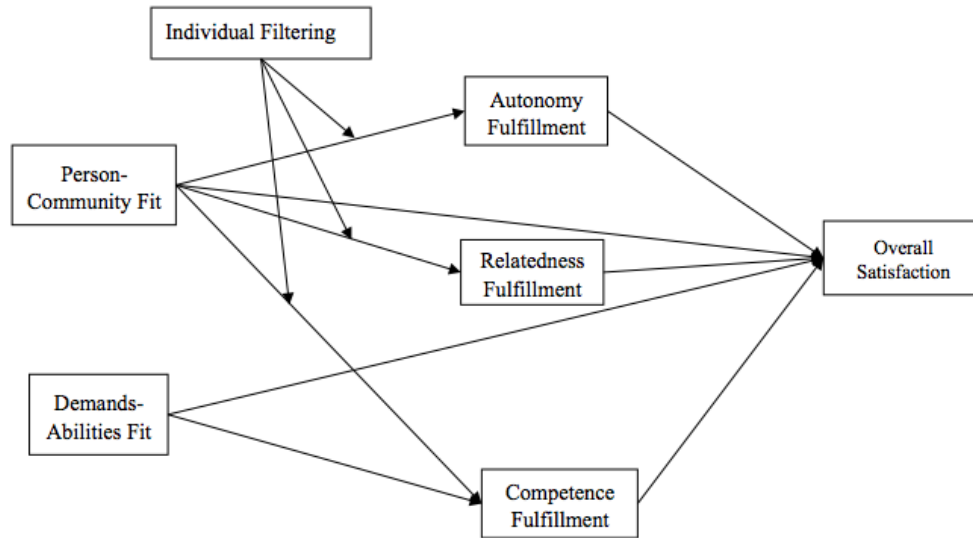 Individual Filtering
Autonomy
Fulfillment
Person-
Community Fit
Relatedness
Fulfillment
Overall
Satisfaction
Demands-
Abilities Fit
Competence
Fulfillment